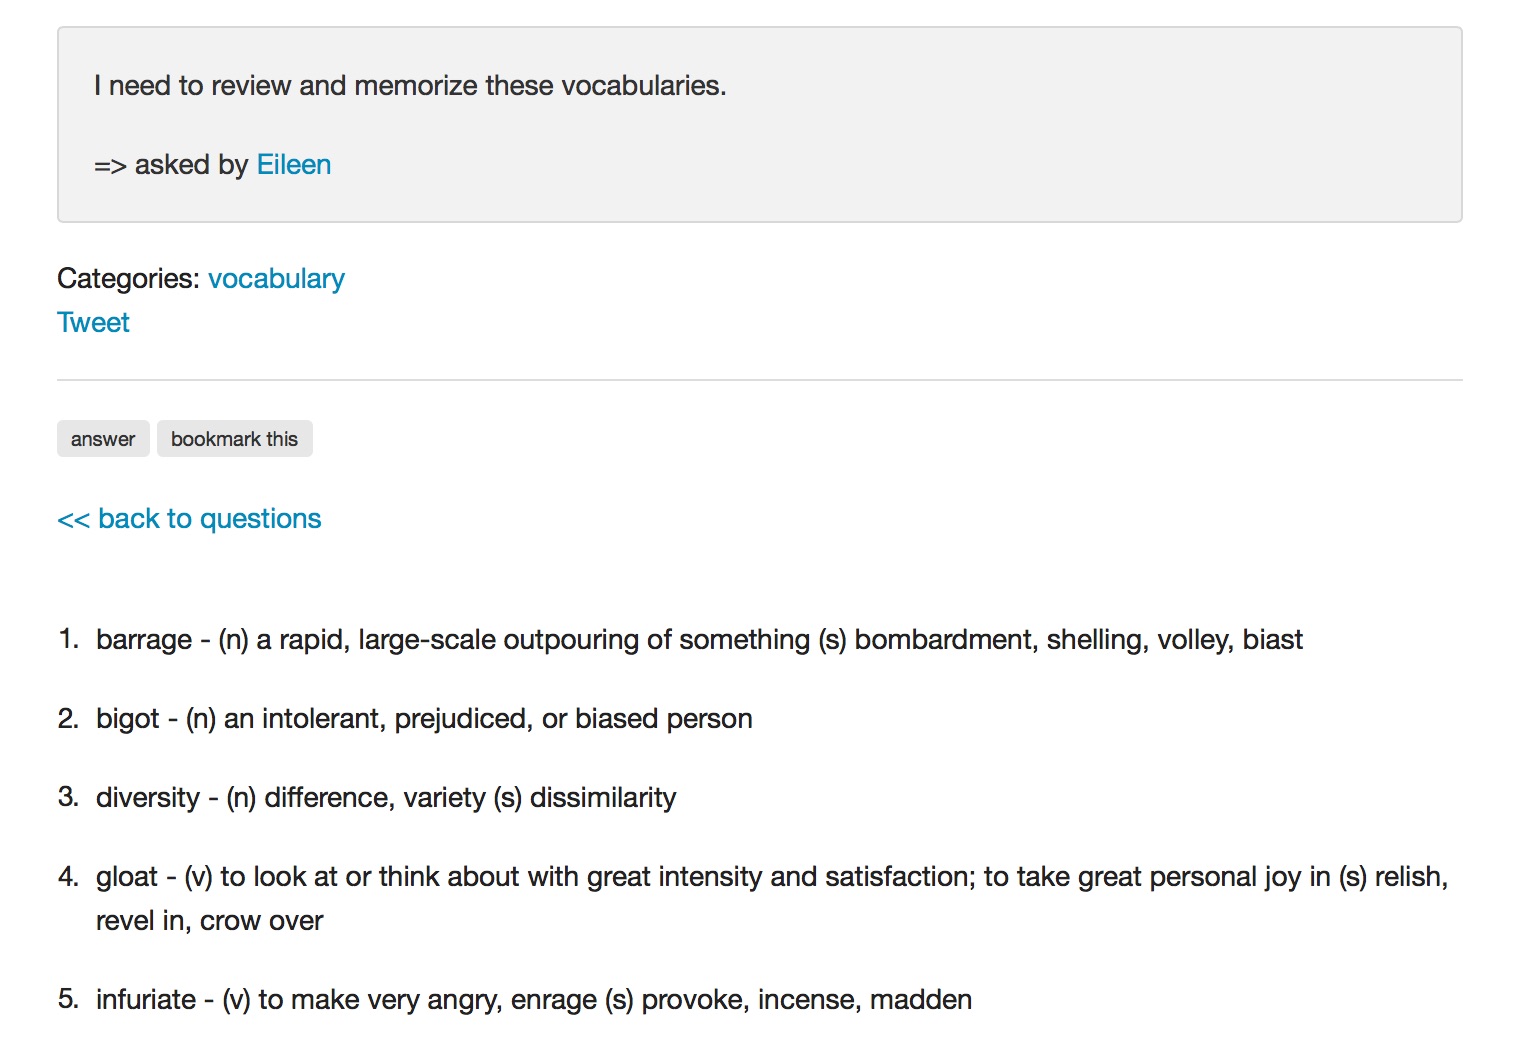 I need to review and memorize these vocabularies.
=> asked by Eileen
Categories: vocabulary
Tweet
answer bookmark this
<< back to questions
1. barrage - (n) a rapid, large-scale outpouring of something (s) bombardment, shelling, volley, biast
2. bigot - (n) an intolerant, prejudiced, or biased person
3. diversity - (n) difference, variety (s) dissimilarity
4. gloat - (v) to look at or think about with great intensity and satisfaction; to take great personal joy in (s) relish,
revel in, crow over
5. infuriate - (v) to make very angry, enrage (s) provoke, incense, madden